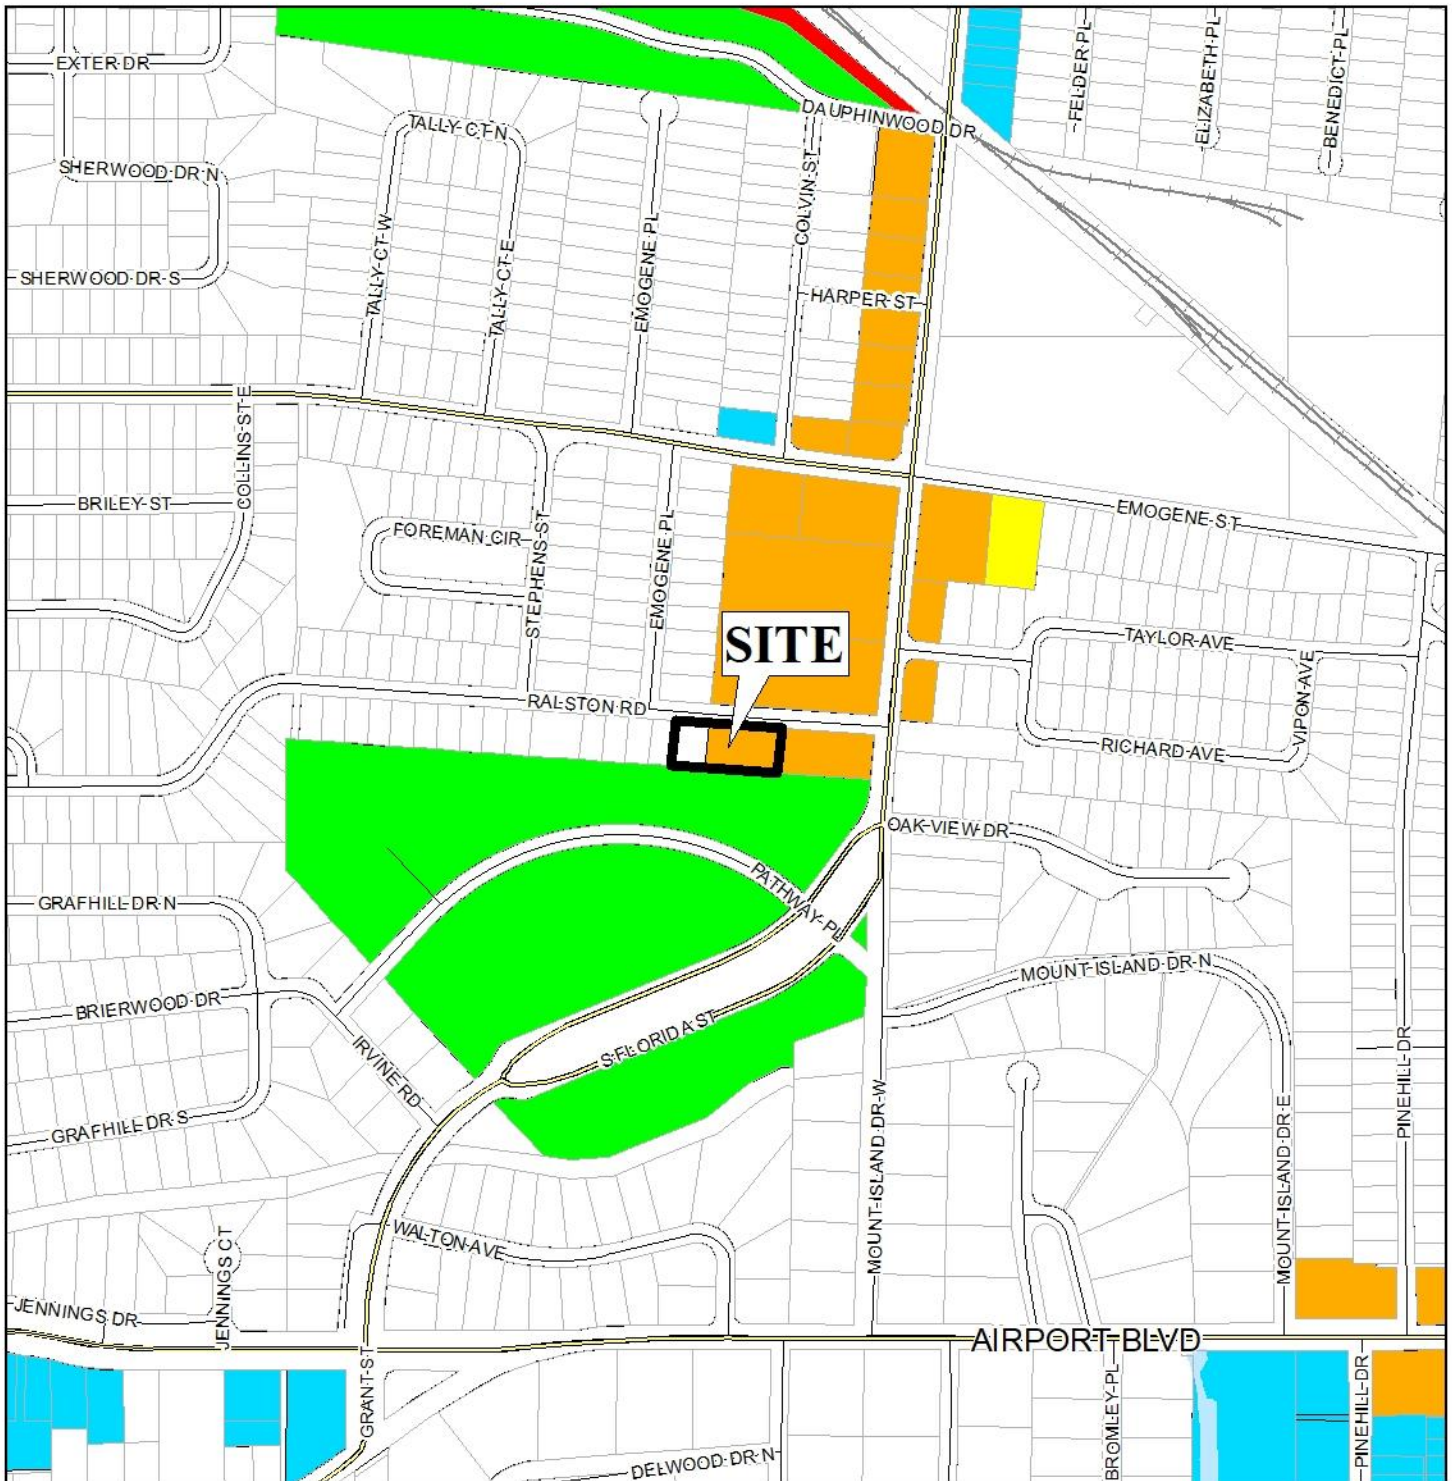 EXTER DR
FELDER PL
ELIZABETH PL
BENEDICT PL
DAUPHINWOOD DR
TALLY CT N
SHERWOOD DR N
COLVIN ST
TALLY CT W
TALLY CT E
EMOGENE PL
SHERWOOD DR S
HARPER ST
COLLINS ST E
BRILEY ST
EMOGENE ST
FOREMAN CIR
STEPHENS ST
EMOGENE PL
SITE
TAYLOR AVE
VIPON AVE
RALSTON RD
RICHARD AVE
OAK VIEW DR
PATHWAY PL
GRAFHILL DR N
MOUNT ISLAND DR N
BRIERWOOD DR
S FLORIDA ST
IRVINE RD
PINEHILL DR
GRAFHILL DR S
MOUNT ISLAND DR W
MOUNT ISLAND DR E
WALTON AVE
JENNINGS CT
JENNINGS DR
AIRPORT BLVD
GRANT ST
BROMLEY PL
PINEHILL DR
DELWOOD DR N